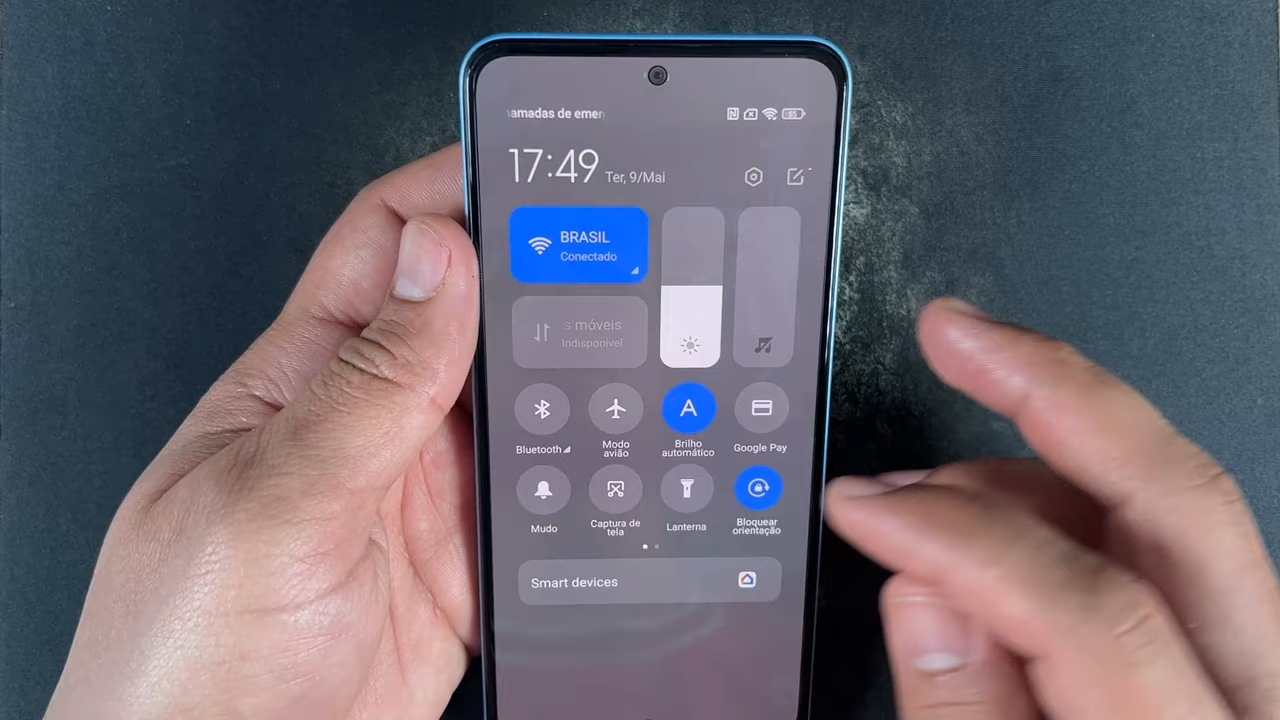 amadas de emer
55
17:49 Ter, 9/Mai
BRASIL
Conectado
s móveis
Indisponível
A
Bluetooth
Modo
avião
Brilho
automático
Google Pay
Mudo
Captura de
tela
Lanterna
Bloquear
orientação
Smart devices